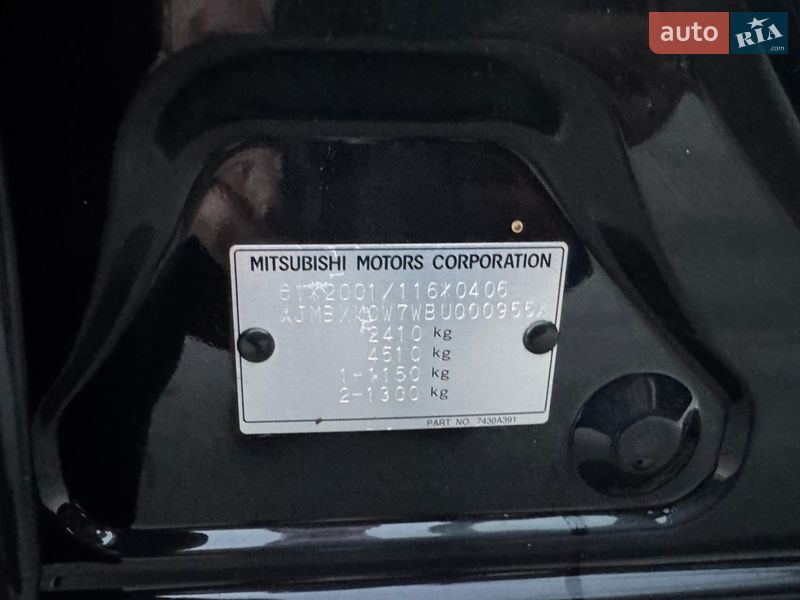 auto RIA .com
MITSUBISHI MOTORS CORPORATION
e1*2001/116*0406
2410 kg
4510 kg
1-1150 kg
2-1300 kg
PART NO. 7430A391